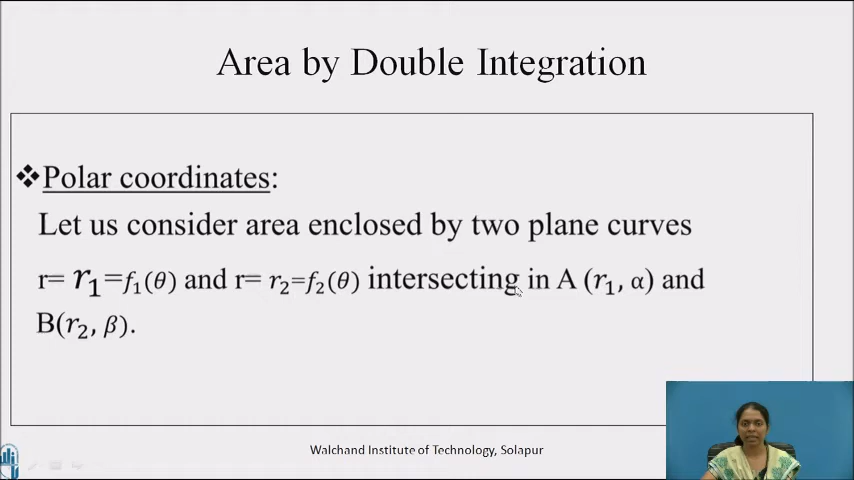 Area by Double Integration
❖Polar coordinates:
Let us consider area enclosed by two plane curves
r= r₁=f₁(θ) and r= r₂=f₂(θ) intersecting in A (r₁, α) and
B(r₂, β).
Walchand Institute of Technology, Solapur